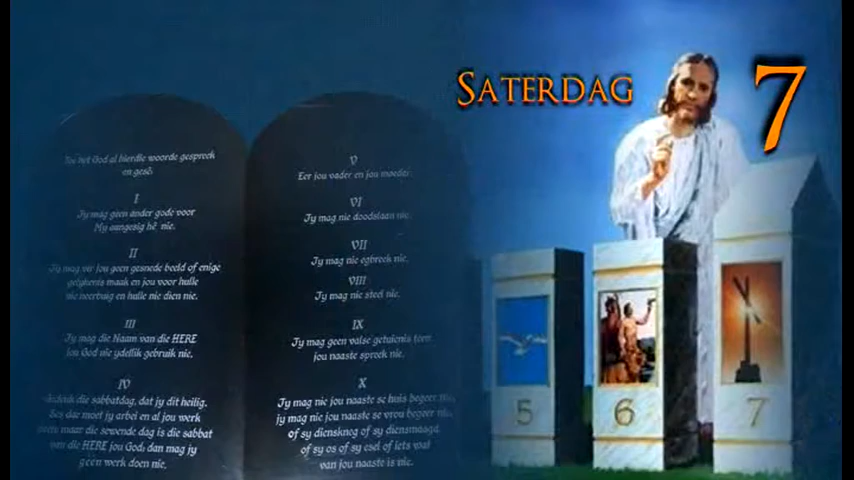 Toe het God al hierdie woorde gespreek
en gesê.
I
Jy mag geen ander gode voor
My aangesig hê nie.
II
Jy mag vir jou geen gesnede beeld of enige
gelykenis maak en jou voor hulle
nie neerbuig en hulle nie dien nie.
III
Jy mag die Naam van die HERE
jou God nie ydellik gebruik nie.
IV
Gedenk die sabbatdag, dat jy dit heilig.
Ses dae moet jy arbei en al jou werk
doen maar die sewende dag is die sabbat
van die HERE jou God; dan mag jy
geen werk doen nie.
V
Eer jou vader en jou moeder.
VI
Jy mag nie doodslaan nie.
VII
Jy mag nie egbreek nie.
VIII
Jy mag nie steel nie.
IX
Jy mag geen valse getuienis teen
jou naaste spreek nie.
X
Jy mag nie jou naaste se huis begeer nie,
jy mag nie jou naaste se vrou begeer nie,
of sy dienskneg of sy diensmaagd
of sy os of sy esel of iets wat
van jou naaste is nie.
SATERDAG
7
5
6
7